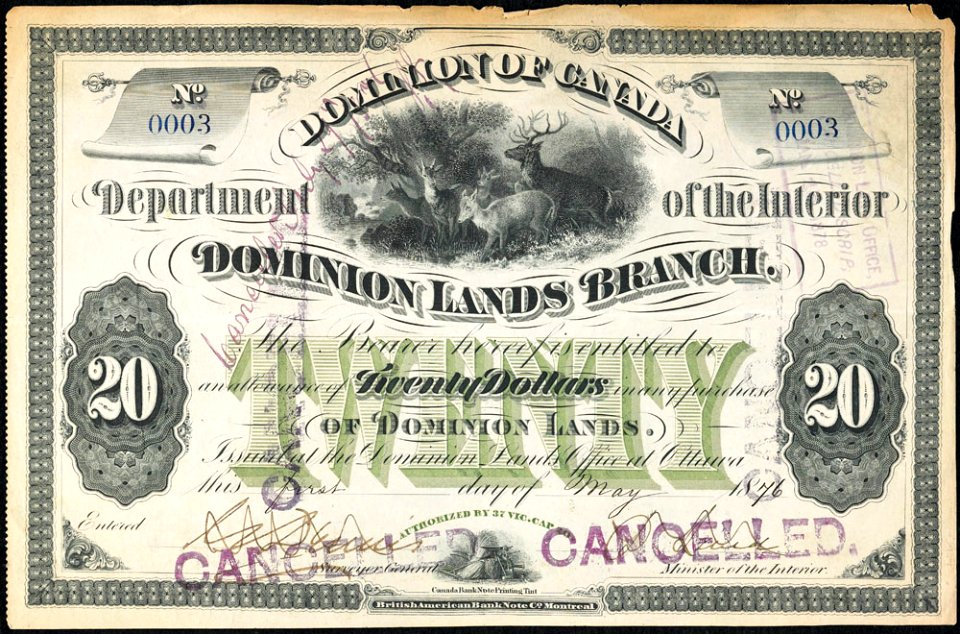 DOMINION OF CANADA
Nº 0003
Nº 0003
Department of the Interior
DOMINION LANDS BRANCH.
The Bearer hereof is entitled to
an allowance of Twenty Dollars in any purchase
OF DOMINION LANDS.
Issued at the Dominion Lands Office at Ottawa
this first day of May 1876
TWENTY
20
20
Entered
AUTHORIZED BY 37 VIC. CAP
Surveyor General
Minister of the Interior
CANCELLED
CANCELLED.
Cancelled
OFFICE
Canada Bank Note Printing Tint
British American Bank Note Co. Montreal